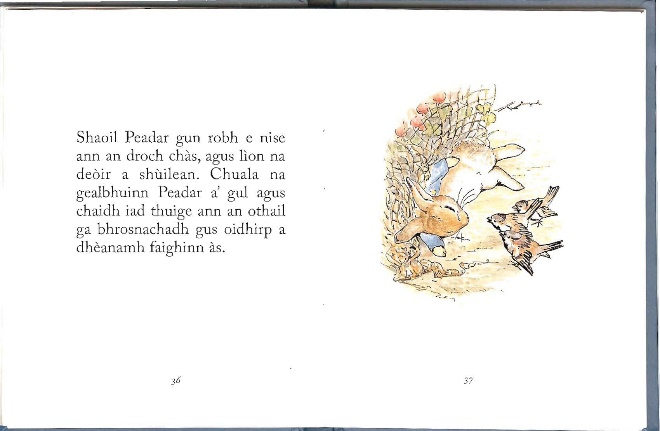 Shaoil Peadar gun robh e nise
ann an droch chàs, agus lìon na
deòir a shùilean. Chuala na
gealbhuinn Peadar a' gul agus
chaidh iad thuige ann an othail
ga bhrosnachadh gus oidhirp a
dhèanamh faighinn às.
36
37